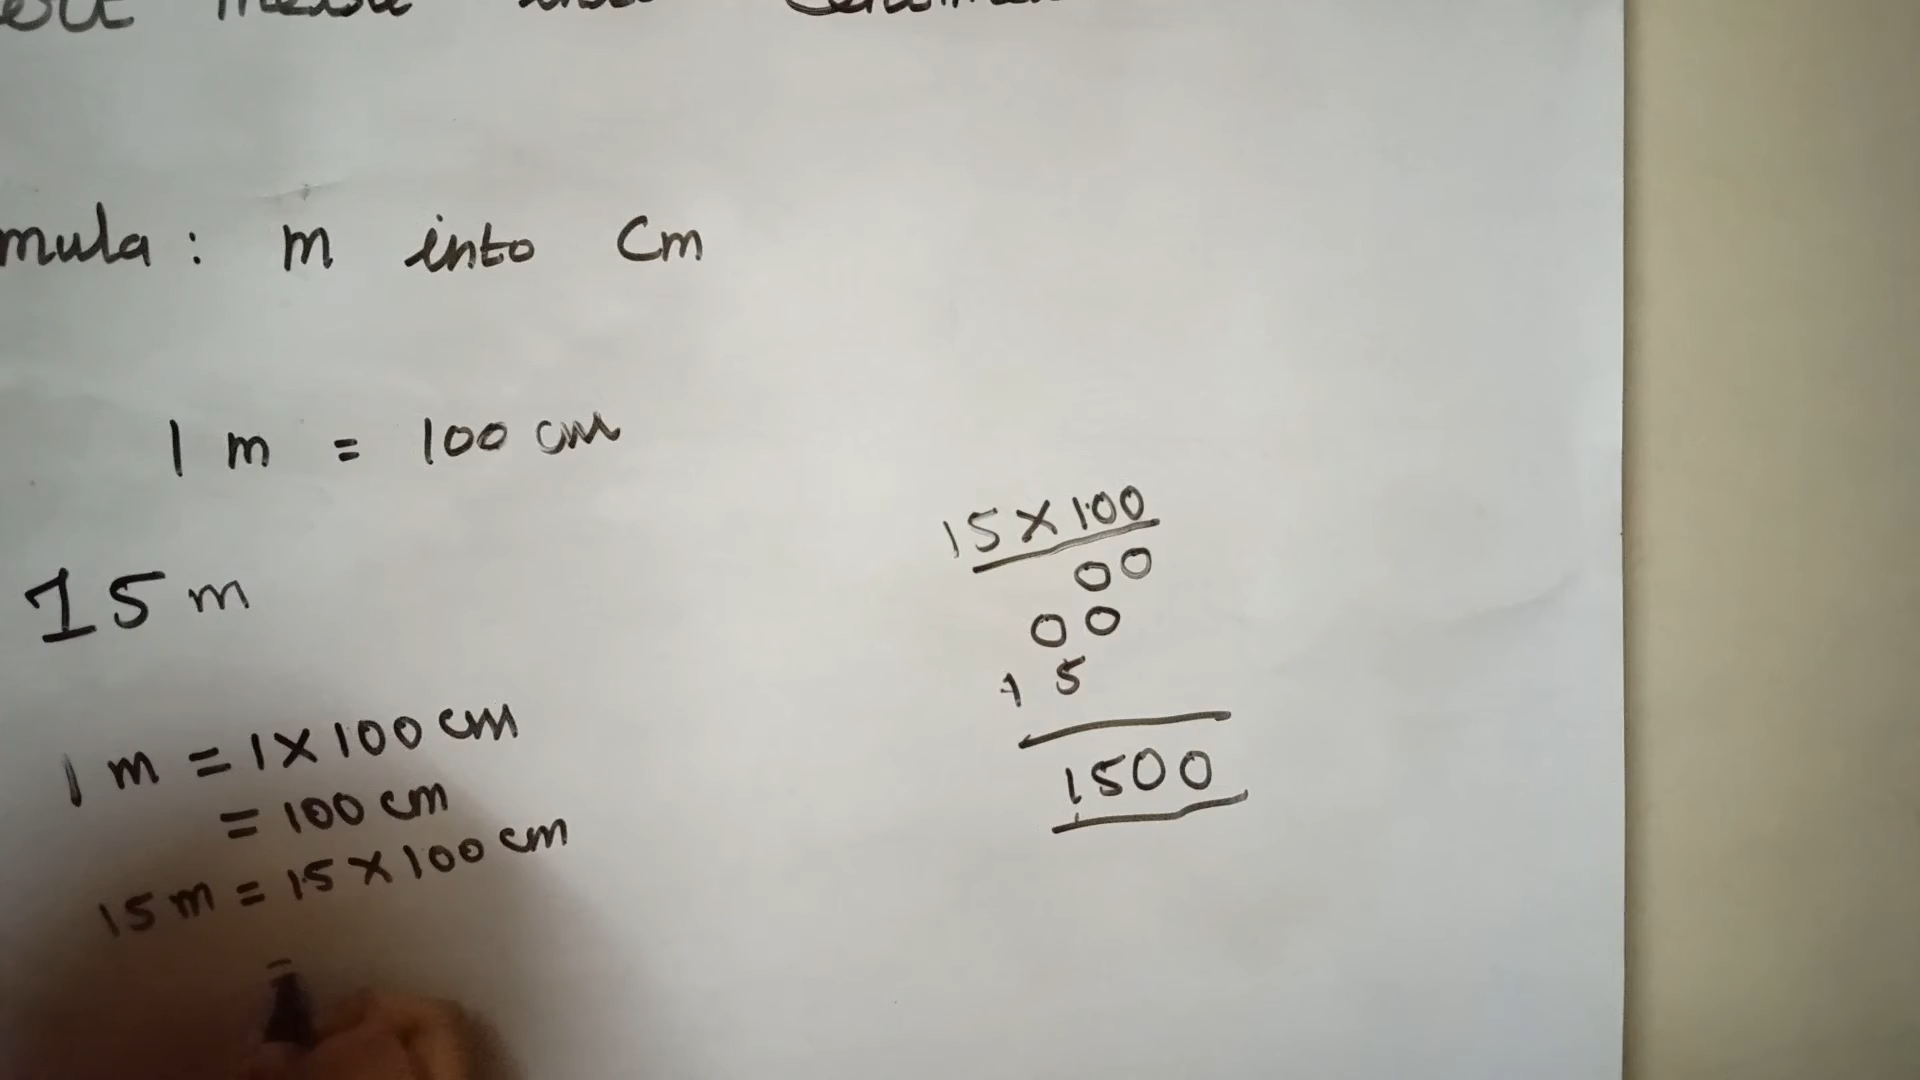 mula : m into Cm
1 m = 100 cm
15 m
1 m = 1 × 100 cm
= 100 cm
15 m = 15 × 100 cm
=
15 × 100
00
00
15
1500